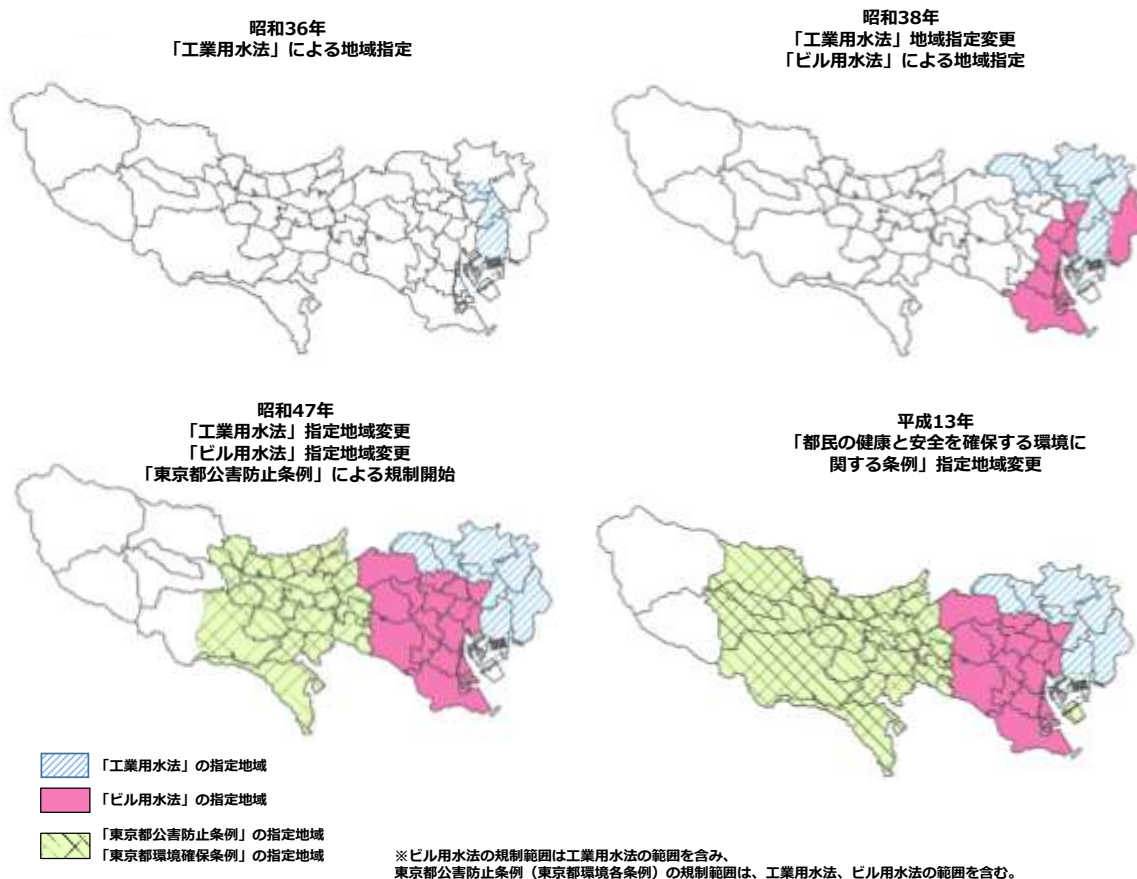 昭和36年
「工業用水法」による地域指定
昭和38年
「工業用水法」地域指定変更
「ビル用水法」による地域指定
昭和47年
「工業用水法」指定地域変更
「ビル用水法」指定地域変更
「東京都公害防止条例」による規制開始
平成13年
「都民の健康と安全を確保する環境に
関する条例」指定地域変更
「工業用水法」の指定地域
「ビル用水法」の指定地域
「東京都公害防止条例」の指定地域
「東京都環境確保条例」の指定地域
※ビル用水法の規制範囲は工業用水法の範囲を含み、
東京都公害防止条例（東京都環境各条例）の規制範囲は、工業用水法、ビル用水法の範囲を含む。